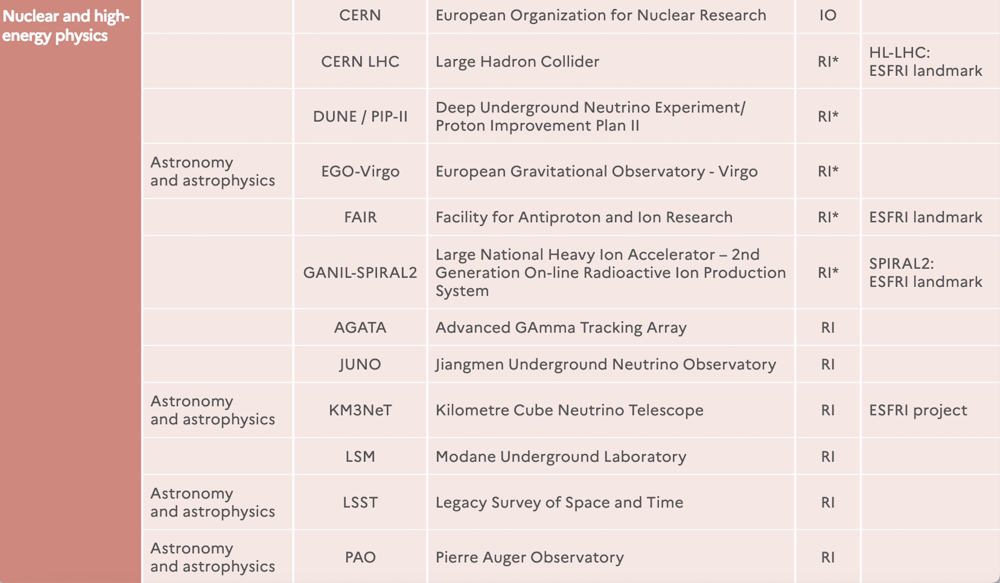 Nuclear and high-
energy physics
CERN
European Organization for Nuclear Research
IO
CERN LHC
Large Hadron Collider
RI*
HL-LHC:
ESFRI landmark
DUNE / PIP-II
Deep Underground Neutrino Experiment/
Proton Improvement Plan II
RI*
Astronomy
and astrophysics
EGO-Virgo
European Gravitational Observatory - Virgo
RI*
FAIR
Facility for Antiproton and Ion Research
RI*
ESFRI landmark
GANIL-SPIRAL2
Large National Heavy Ion Accelerator – 2nd
Generation On-line Radioactive Ion Production
System
RI*
SPIRAL2:
ESFRI landmark
AGATA
Advanced GAmma Tracking Array
RI
JUNO
Jiangmen Underground Neutrino Observatory
RI
Astronomy
and astrophysics
KM3NeT
Kilometre Cube Neutrino Telescope
RI
ESFRI project
LSM
Modane Underground Laboratory
RI
Astronomy
and astrophysics
LSST
Legacy Survey of Space and Time
RI
Astronomy
and astrophysics
PAO
Pierre Auger Observatory
RI